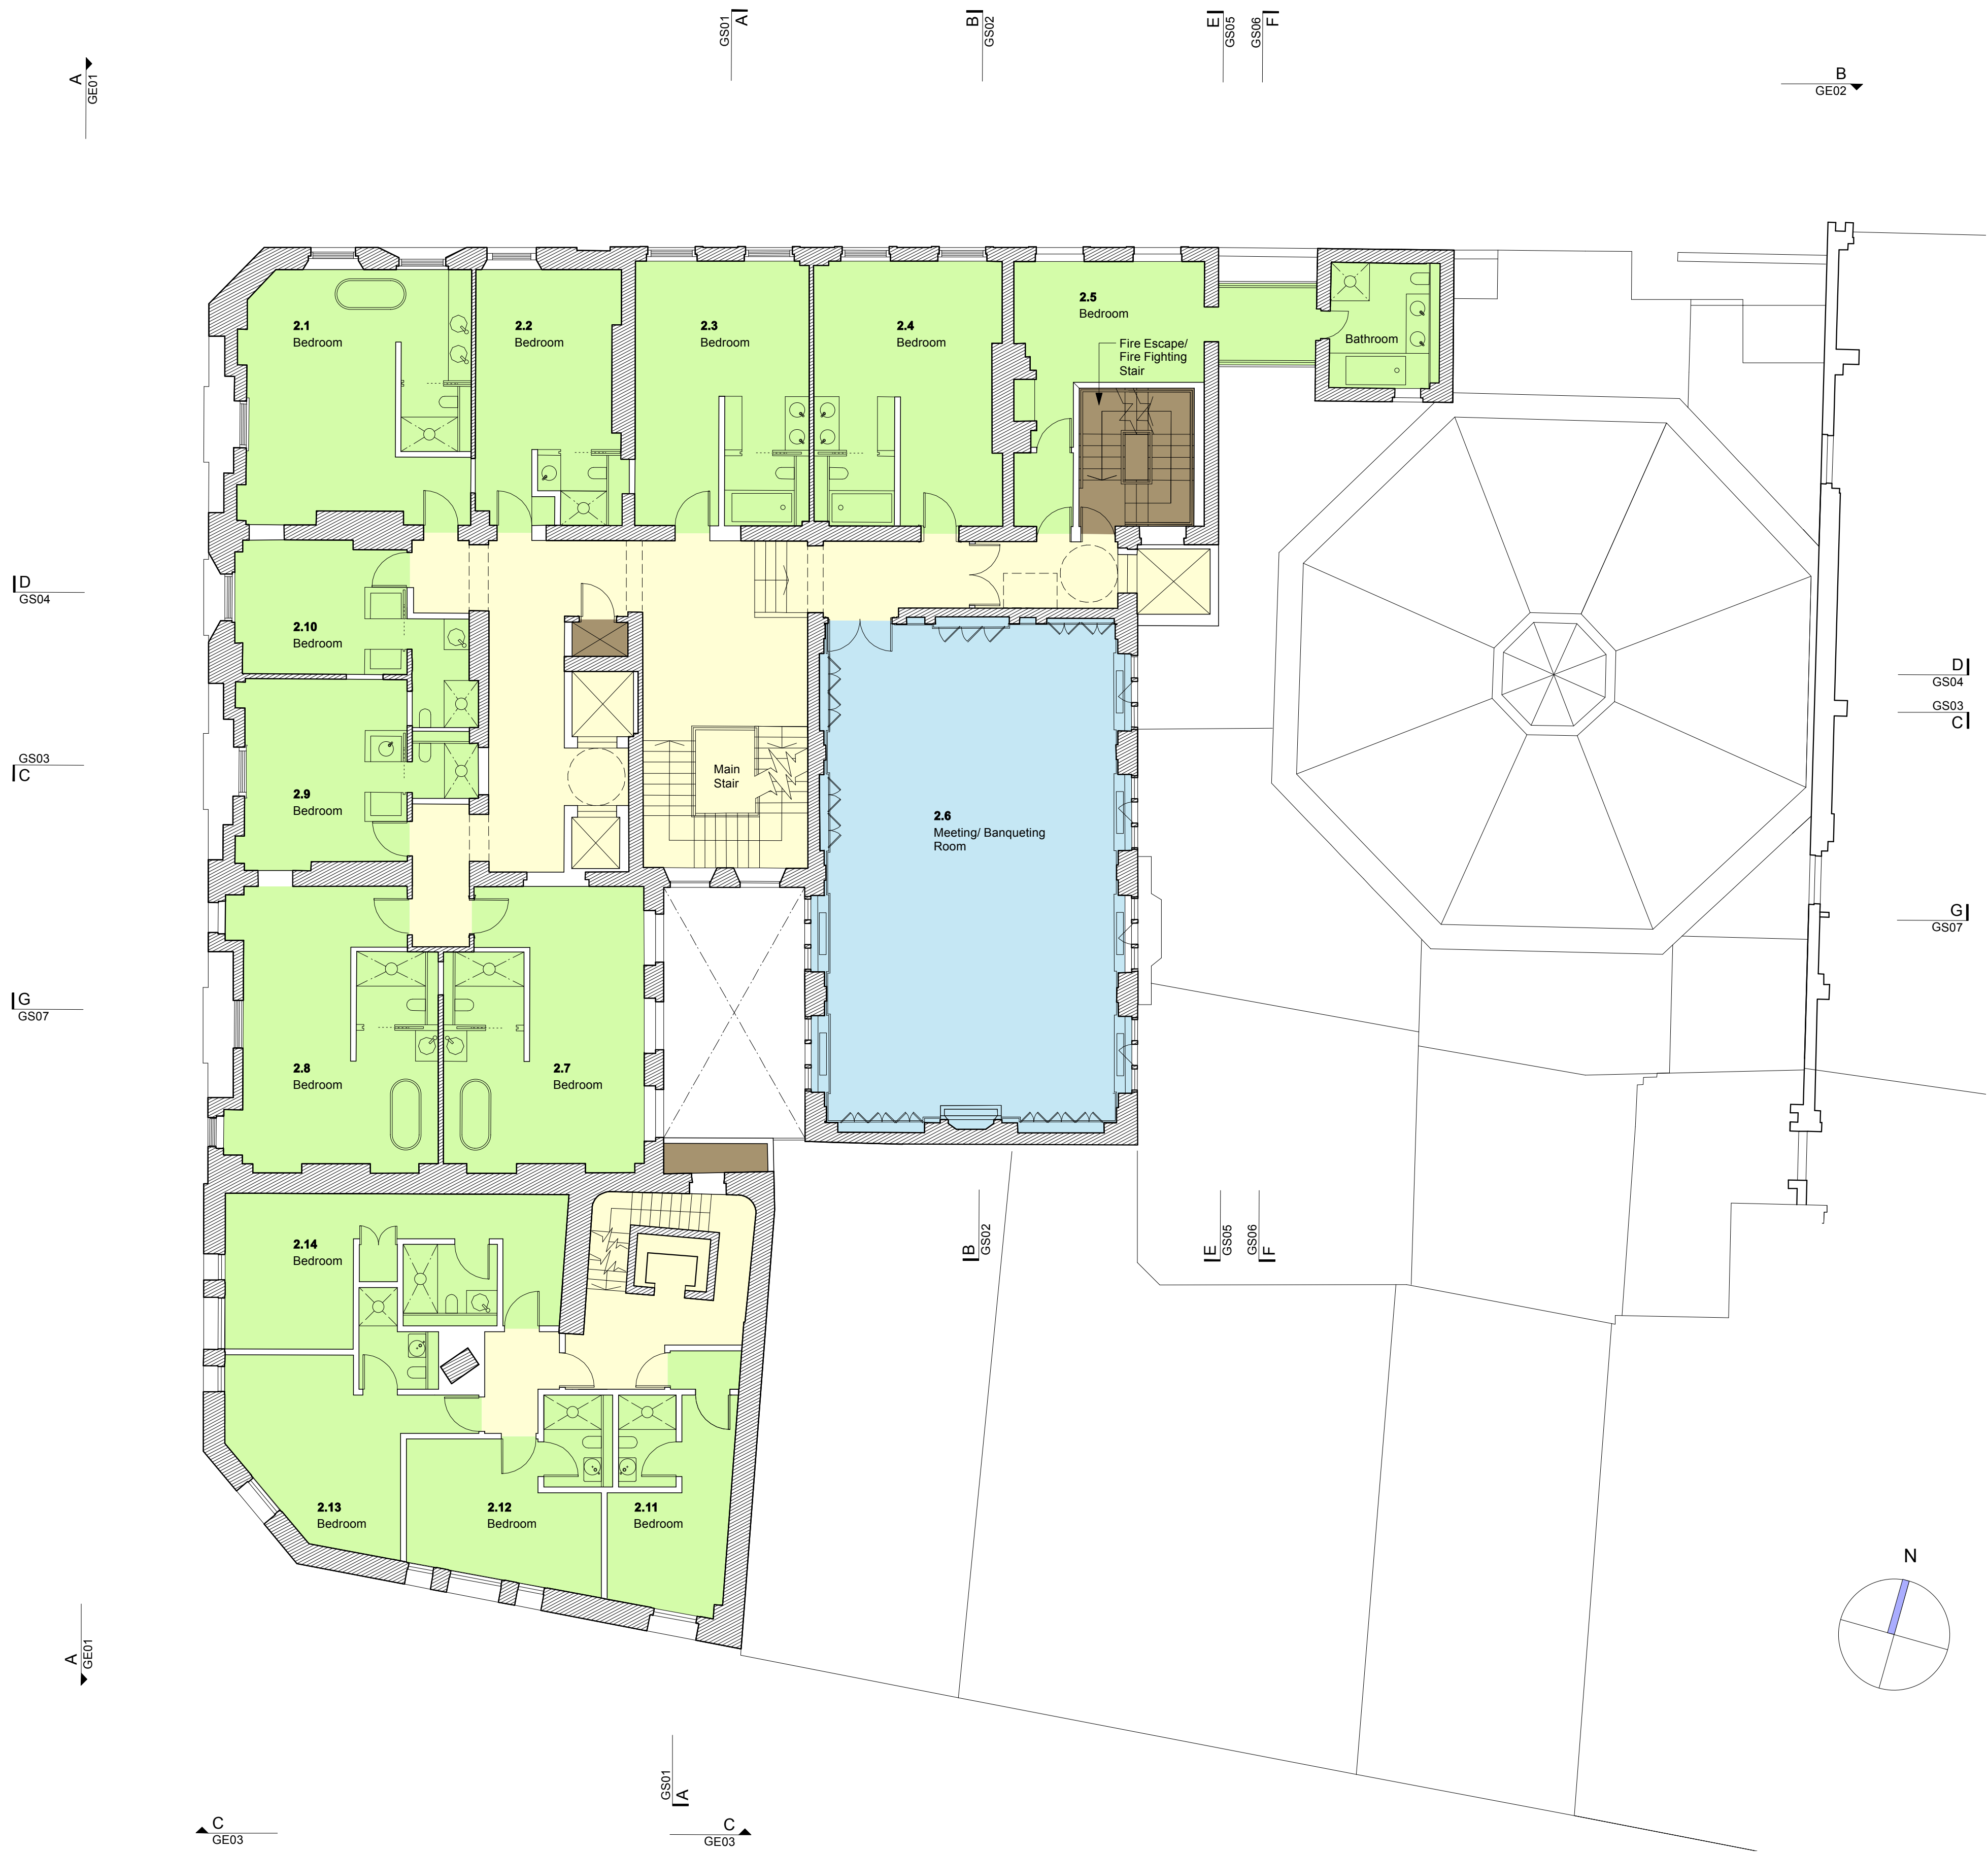 GS01
A
B
GS02
E
GS05
GS06
F
A
GE01
B
GE02
2.1
Bedroom
2.2
Bedroom
2.3
Bedroom
2.4
Bedroom
2.5
Bedroom
Bathroom
Fire Escape/
Fire Fighting
Stair
D
GS04
2.10
Bedroom
D
GS04
GS03
C
GS03
C
Main
Stair
2.9
Bedroom
2.6
Meeting/ Banqueting
Room
G
GS07
G
GS07
2.8
Bedroom
2.7
Bedroom
2.14
Bedroom
B
GS02
E
GS05
GS06
F
2.13
Bedroom
2.12
Bedroom
2.11
Bedroom
N
A
GE01
GS01
A
C
GE03
C
GE03